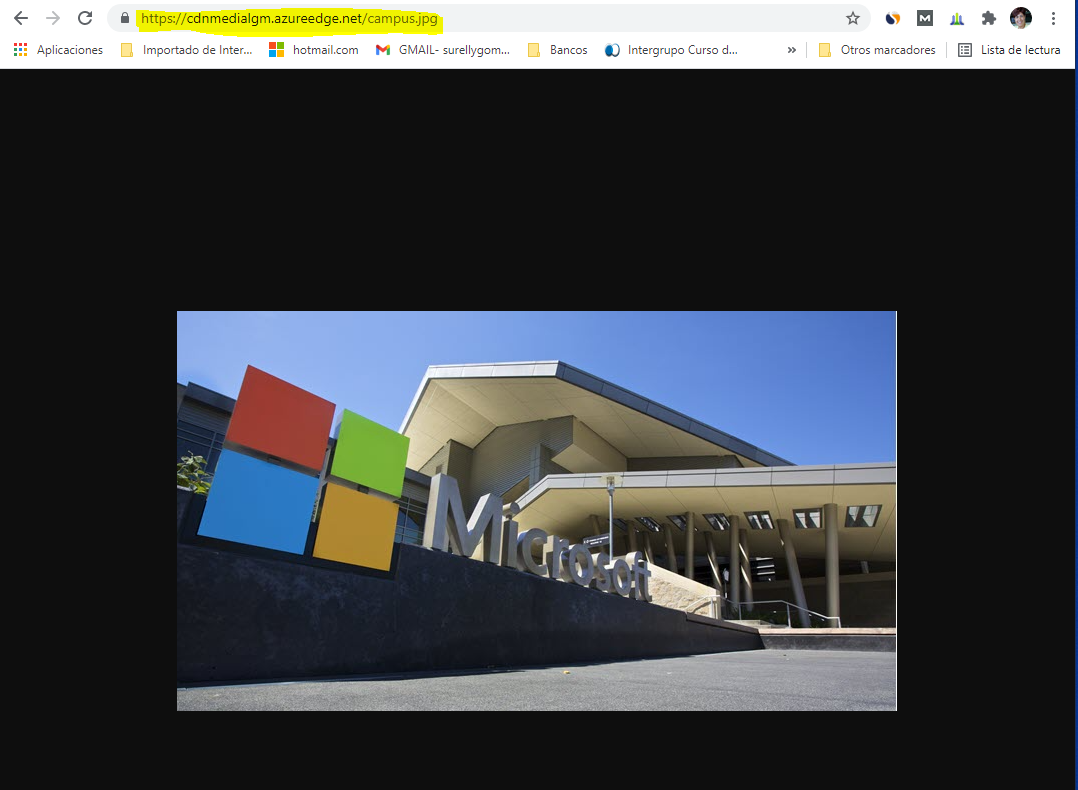 https://cdnmedialgm.azureedge.net/campus.jpg
Aplicaciones Importado de Inter... hotmail.com GMAIL- surellygom... Bancos Intergrupo Curso d... » Otros marcadores Lista de lectura
Microsoft